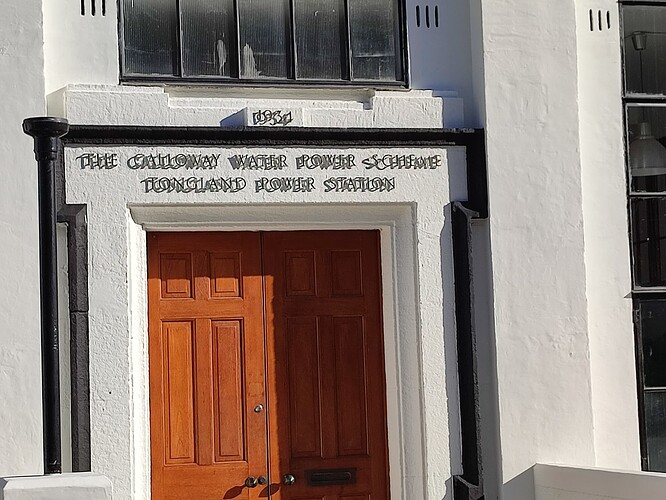 1934
THE GALLOWAY WATER POWER SCHEME
TONGLAND POWER STATION